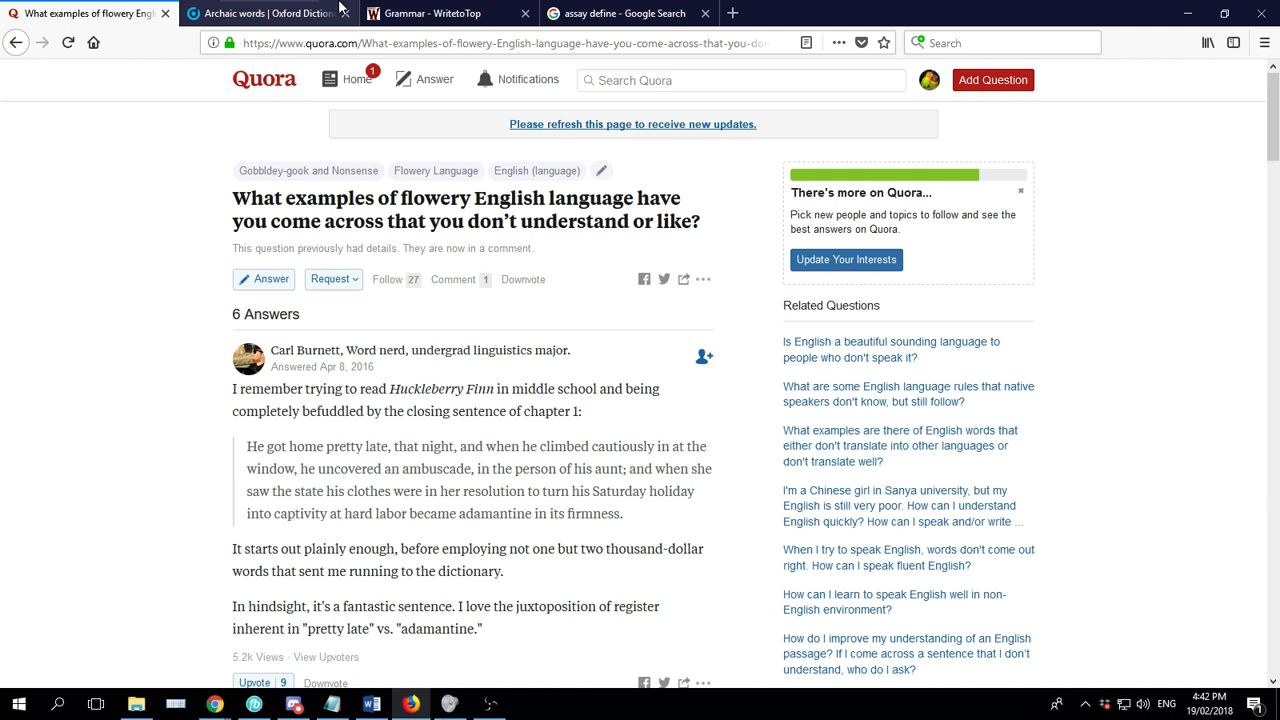 What examples of flowery Engli
Archaic words | Oxford Diction
Grammar - WritetoTop
assay define - Google Search
https://www.quora.com/What-examples-of-flowery-English-language-have-you-come-across-that-you-don
Search
Quora
Home
1
Answer
Notifications
Search Quora
Add Question
Please refresh this page to receive new updates.
Gobbldey-gook and Nonsense
Flowery Language
English (language)
What examples of flowery English language have
you come across that you don’t understand or like?
This question previously had details. They are now in a comment.
Answer
Request
Follow 27
Comment 1
Downvote
6 Answers
Carl Burnett, Word nerd, undergrad linguistics major.
Answered Apr 8, 2016
I remember trying to read Huckleberry Finn in middle school and being
completely befuddled by the closing sentence of chapter 1:
He got home pretty late, that night, and when he climbed cautiously in at the
window, he uncovered an ambuscade, in the person of his aunt; and when she
saw the state his clothes were in her resolution to turn his Saturday holiday
into captivity at hard labor became adamantine in its firmness.
It starts out plainly enough, before employing not one but two thousand-dollar
words that sent me running to the dictionary.
In hindsight, it's a fantastic sentence. I love the juxtoposition of register
inherent in "pretty late" vs. "adamantine."
5.2k Views · View Upvoters
Upvote 9
Downvote
There's more on Quora...
Pick new people and topics to follow and see the
best answers on Quora.
Update Your Interests
Related Questions
Is English a beautiful sounding language to
people who don't speak it?
What are some English language rules that native
speakers don't know, but still follow?
What examples are there of English words that
either don't translate into other languages or
don't translate well?
I'm a Chinese girl in Sanya university, but my
English is still very poor. How can I understand
English quickly? How can I speak and/or write ...
When I try to speak English, words don't come out
right. How can I speak fluent English?
How can I learn to speak English well in non-
English environment?
How do I improve my understanding of an English
passage? If I come across a sentence that I don’t
understand, who do I ask?
ENG
4:42 PM
19/02/2018
1